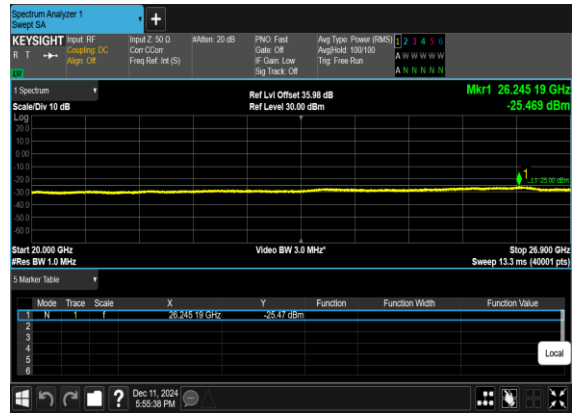 Spectrum Analyzer 1
Swept SA
+
KEYSIGHT Input: RF Input Z: 50 Ω #Atten: 20 dB PNO: Fast Avg Type: Power (RMS) 1 2 3 4 5 6
R T Coupling: DC Corr CCorr Gate: Off Avg|Hold: 100/100 A W W W W W
Align: Off Freq Ref: Int (S) IF Gain: Low Trig: Free Run
Sig Track: Off A N N N N N
1 Spectrum Ref Lvl Offset 35.98 dB Mkr1 26.245 19 GHz
Scale/Div 10 dB Ref Level 30.00 dBm -25.469 dBm
Log
20.0
10.0
0.00
-10.0
-20.0
-30.0
-40.0
-50.0
-60.0
1
DL1 -25.00 dBm
Start 20.000 GHz Video BW 3.0 MHz* Stop 26.900 GHz
#Res BW 1.0 MHz Sweep 13.3 ms (40001 pts)
5 Marker Table
Mode Trace Scale X Y Function Function Width Function Value
1 N 1 f 26.245 19 GHz -25.47 dBm
2
3
4
5
6
Local
? Dec 11, 2024
5:55:38 PM